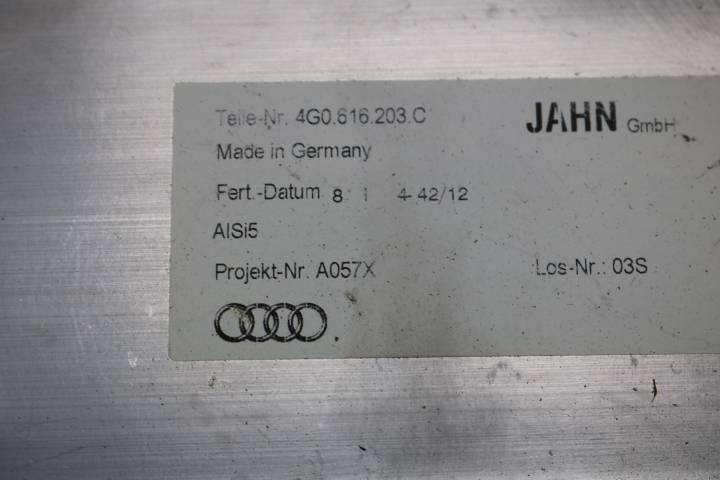 Teile-Nr. 4G0.616.203.C
JAHN GmbH
Made in Germany
Fert.-Datum 8 4-42/12
AlSi5
Projekt-Nr. A057X
Los-Nr.: 03S